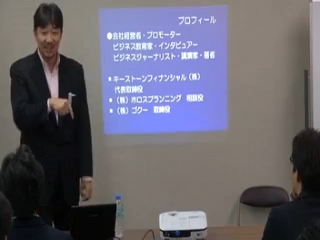 プロフィール
●会社経営者・プロモーター
ビジネス教育家・インタビュアー
ビジネスジャーナリスト・講演家・著者
■キーストーンフィナンシャル(株)
代表取締役
■(株)ホロスプランニング 相談役
■(株)ゴクー 取締役